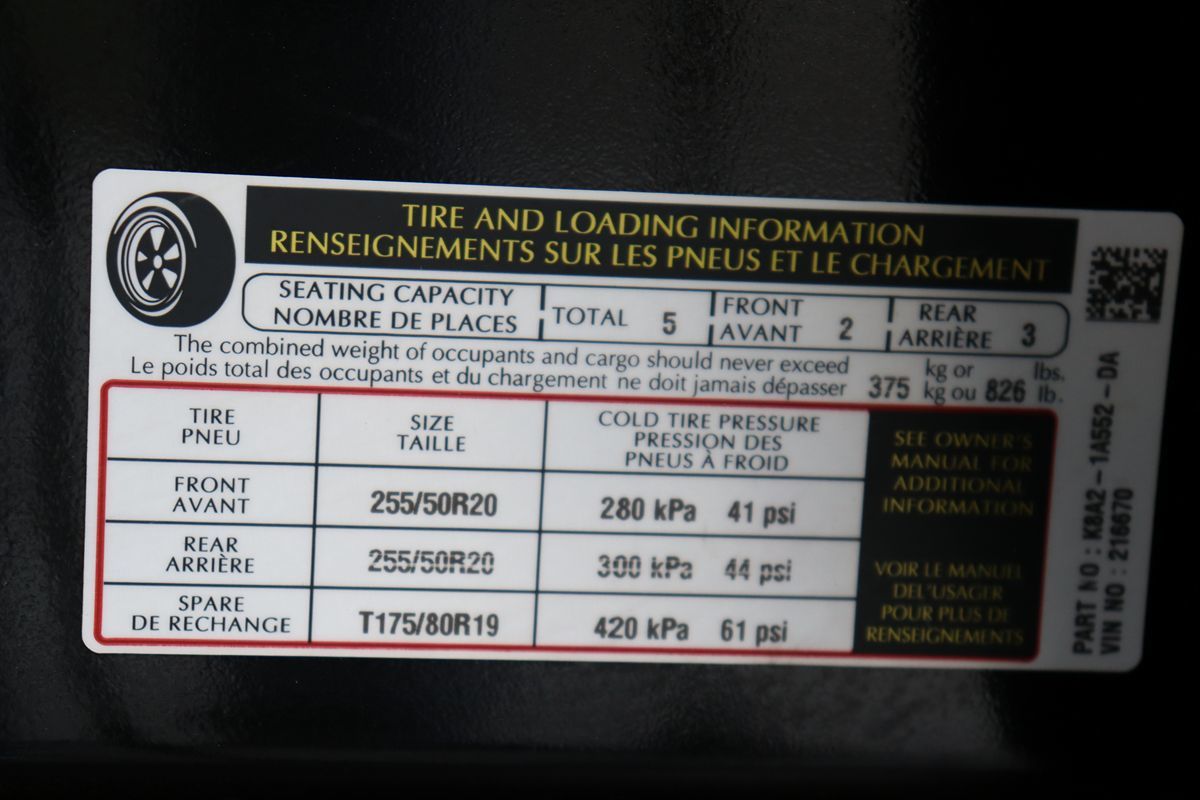 TIRE AND LOADING INFORMATION
RENSEIGNEMENTS SUR LES PNEUS ET LE CHARGEMENT
SEATING CAPACITY
NOMBRE DE PLACES
TOTAL 5
FRONT
AVANT 2
REAR
ARRIÈRE 3
The combined weight of occupants and cargo should never exceed
Le poids total des occupants et du chargement ne doit jamais dépasser
375
kg or
kg ou
826
lbs.
lb.
TIRE
PNEU
SIZE
TAILLE
COLD TIRE PRESSURE
PRESSION DES
PNEUS À FROID
FRONT
AVANT
255/50R20
280 kPa 41 psi
REAR
ARRIÈRE
255/50R20
300 kPa 44 psi
SPARE
DE RECHANGE
T175/80R19
420 kPa 61 psi
SEE OWNER'S
MANUAL FOR
ADDITIONAL
INFORMATION
VOIR LE MANUEL
DEL'USAGER
POUR PLUS DE
RENSEIGNEMENTS
PART NO : K8A2-1A552-DA
VIN NO : 216670